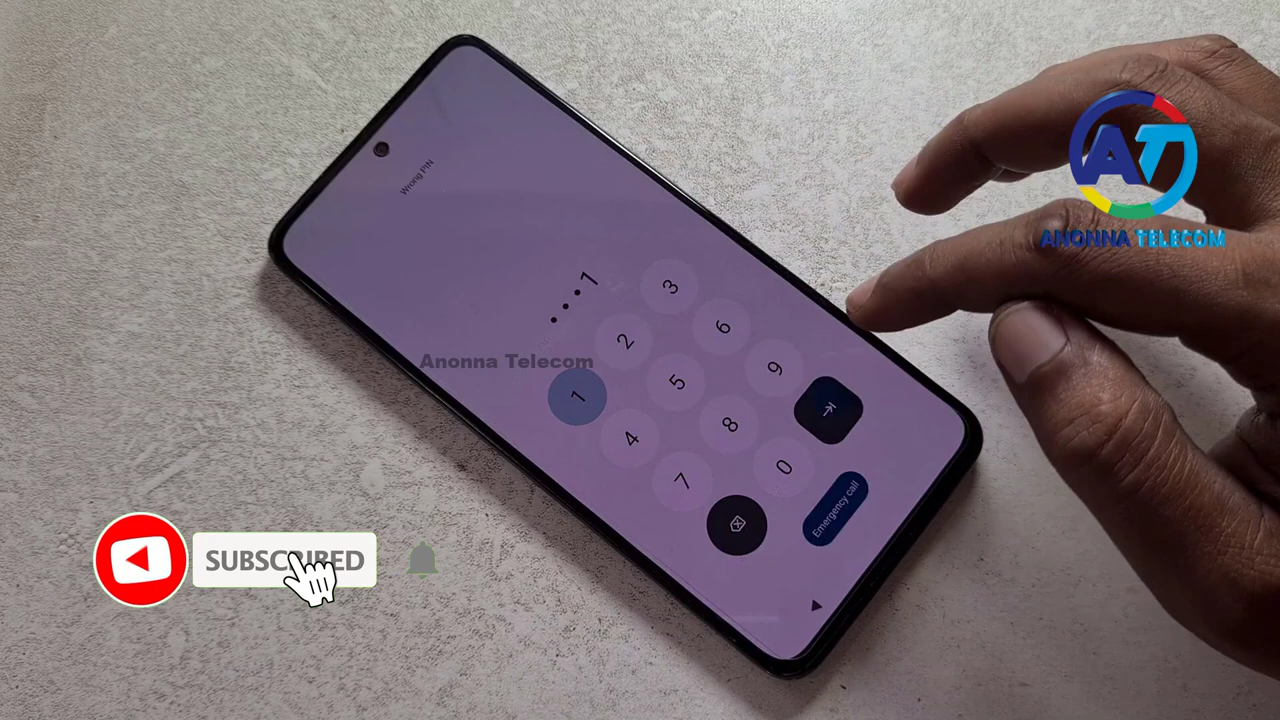 Wrong PIN
•••1
1
2
3
4
5
6
7
8
9
0
Emergency call
Anonna Telecom
AT
ANONNA TELECOM
SUBSCRIBED